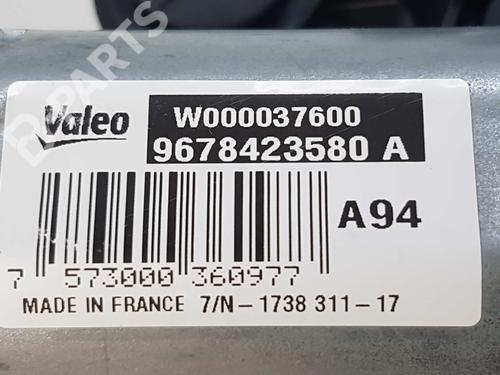 B-PARTS
Valeo
W000037600
9678423580 A
A94
7 573000 360977
MADE IN FRANCE 7/N-1738 311-17